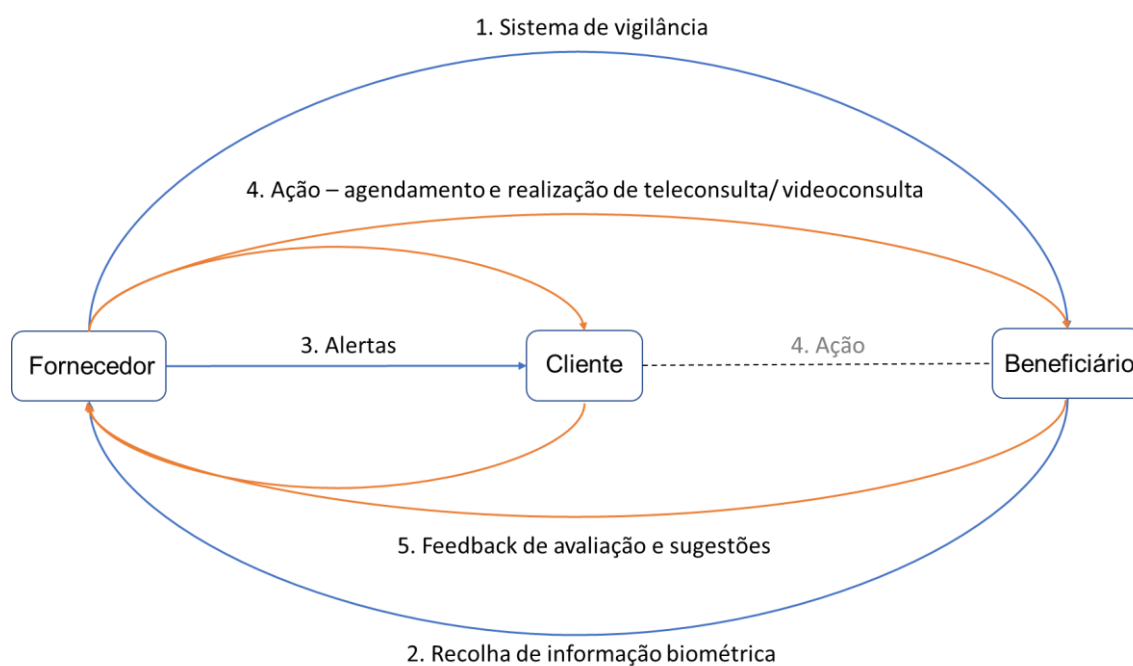 1. Sistema de vigilância
4. Ação – agendamento e realização de teleconsulta/ videoconsulta
Fornecedor
3. Alertas
Cliente
4. Ação
Beneficiário
5. Feedback de avaliação e sugestões
2. Recolha de informação biométrica